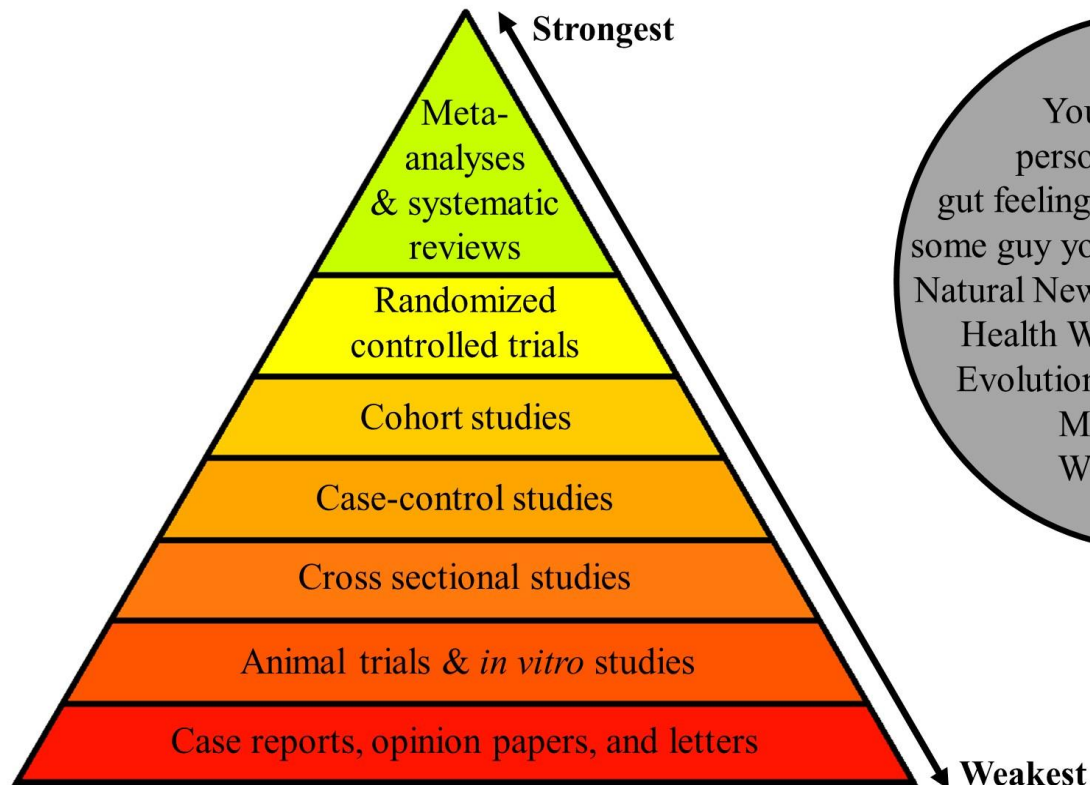 Strongest
Meta-
analyses
& systematic
reviews
Randomized
controlled trials
Cohort studies
Case-control studies
Cross sectional studies
Animal trials & in vitro studies
Case reports, opinion papers, and letters
Weakest
gut feeling
some guy
Natural
Health